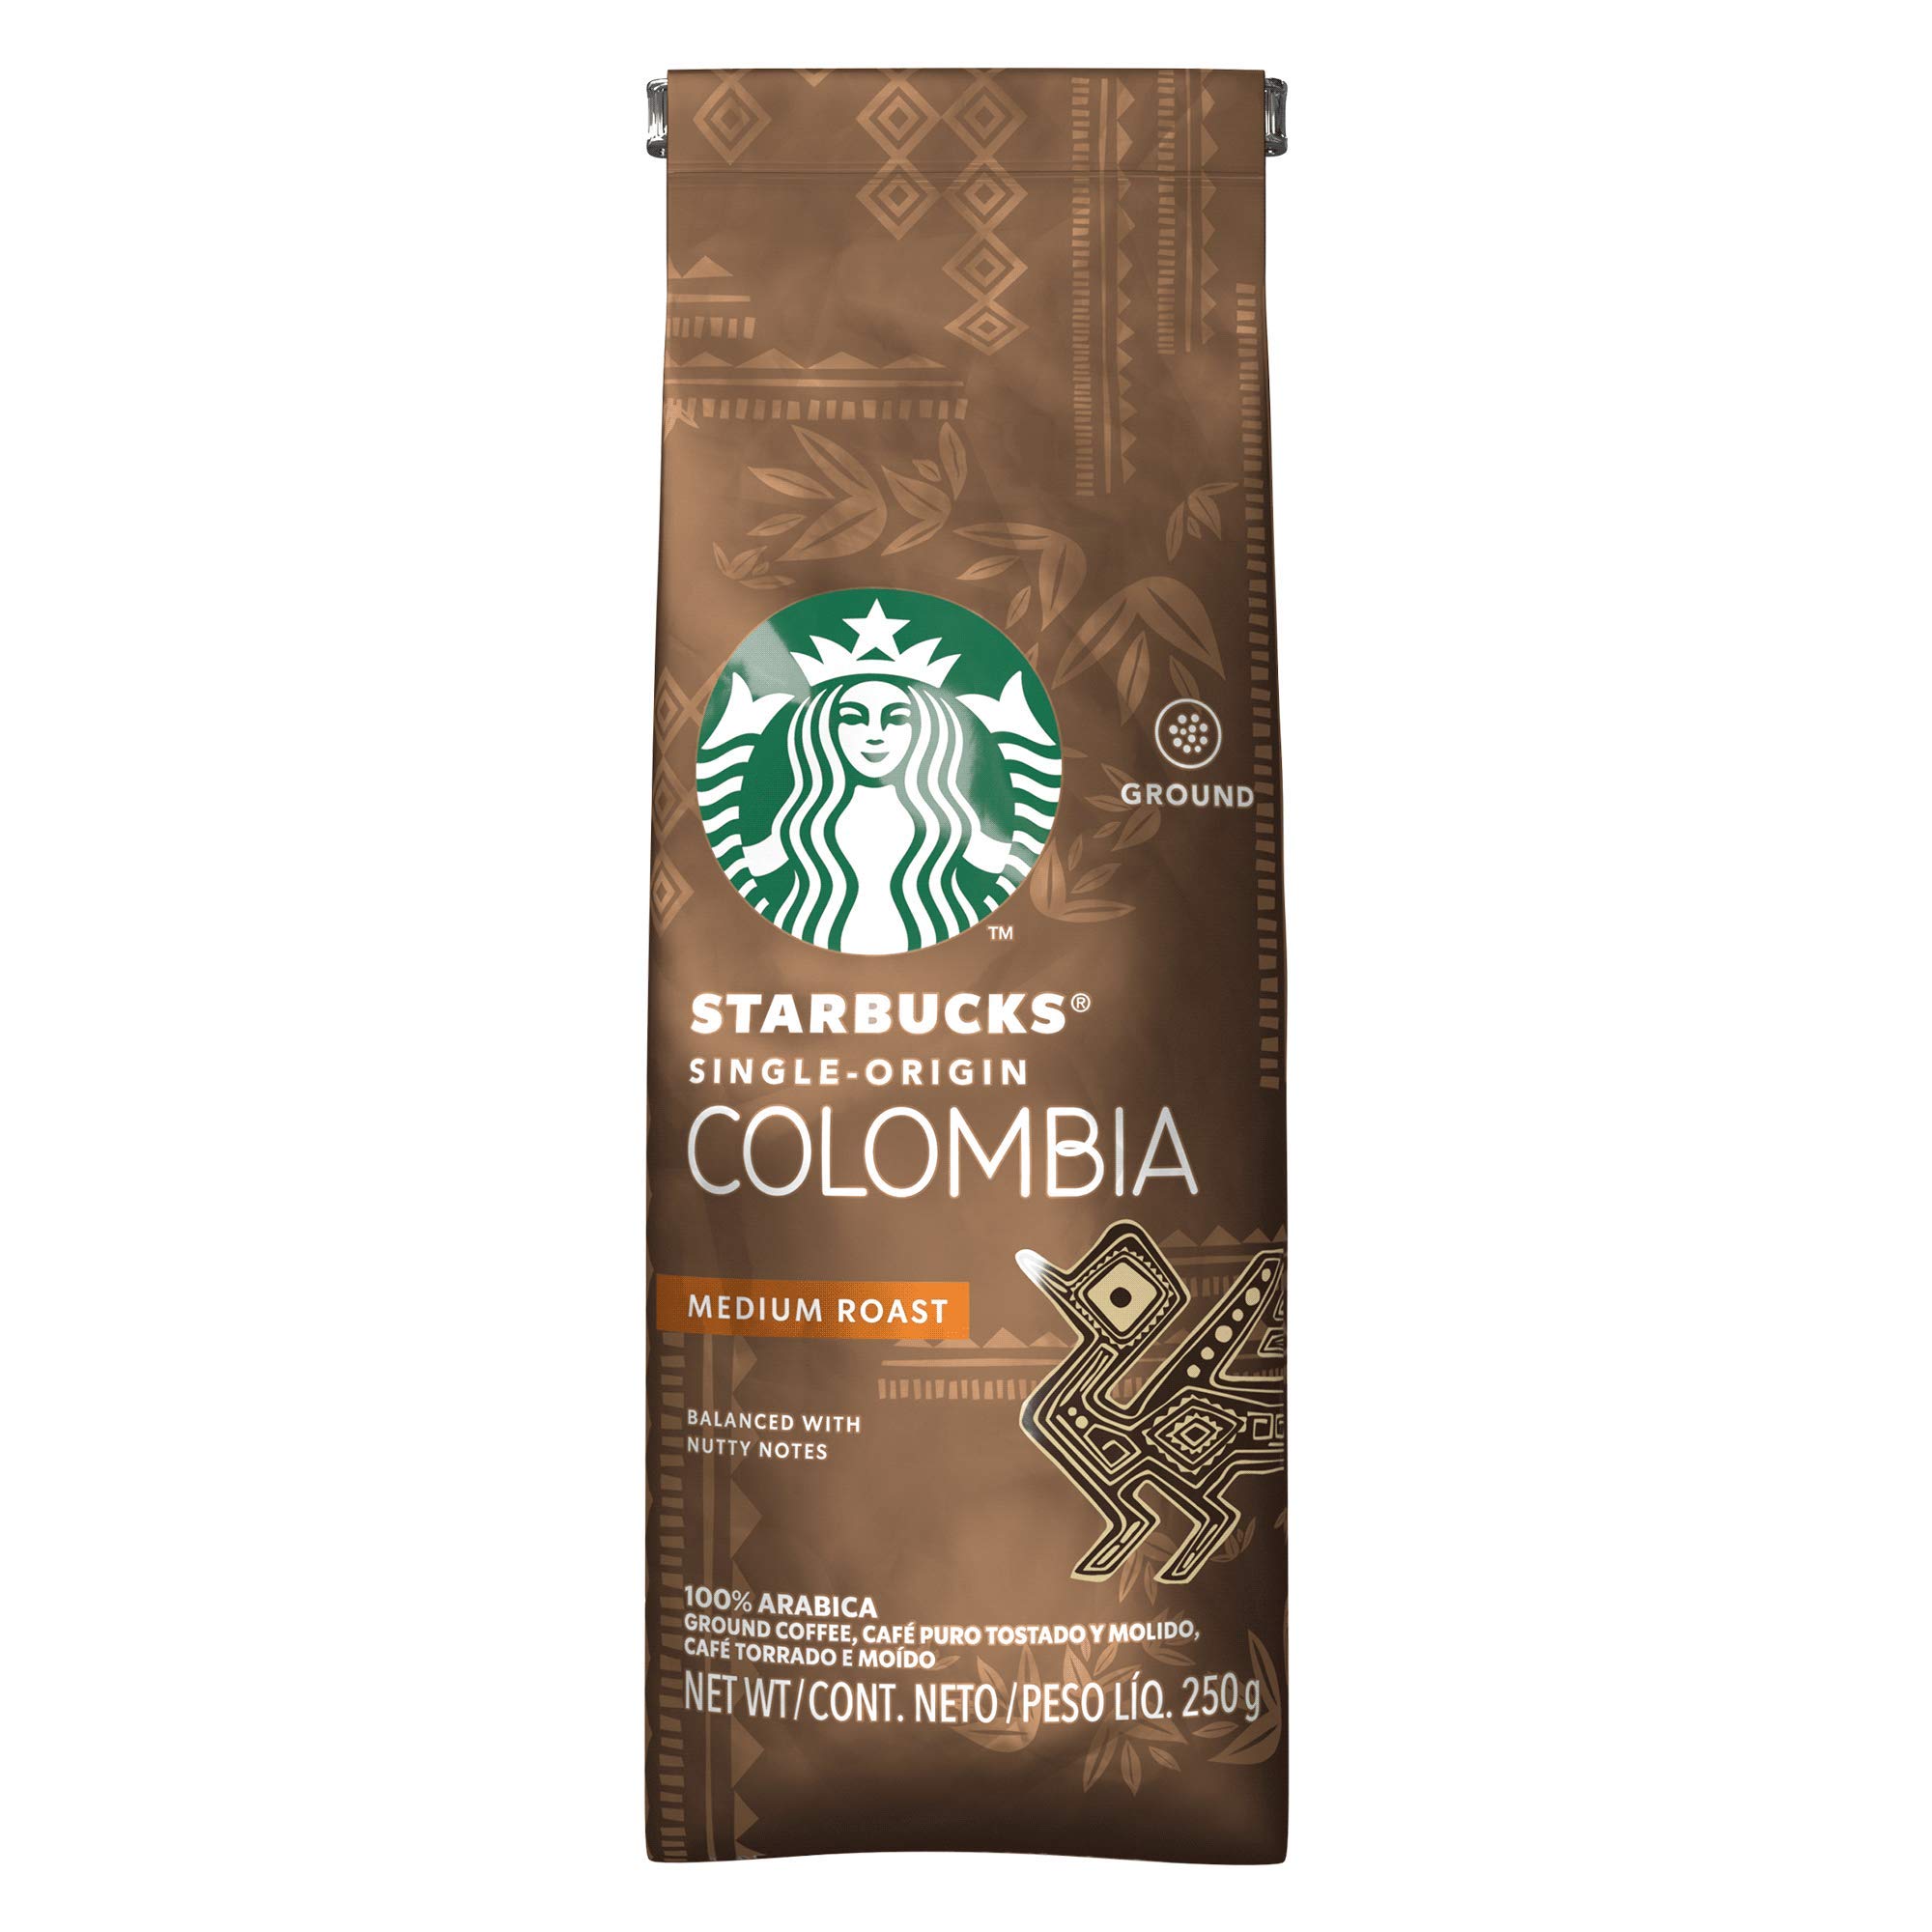 GROUND
TM
STARBUCKS®
SINGLE-ORIGIN
COLOMBIA
MEDIUM ROAST
BALANCED WITH
NUTTY NOTES
100% ARABICA
GROUND COFFEE, CAFÉ PURO TOSTADO Y MOLIDO,
CAFÉ TORRADO E MOÍDO
NET WT/CONT. NETO/PESO LÍQ. 250 g